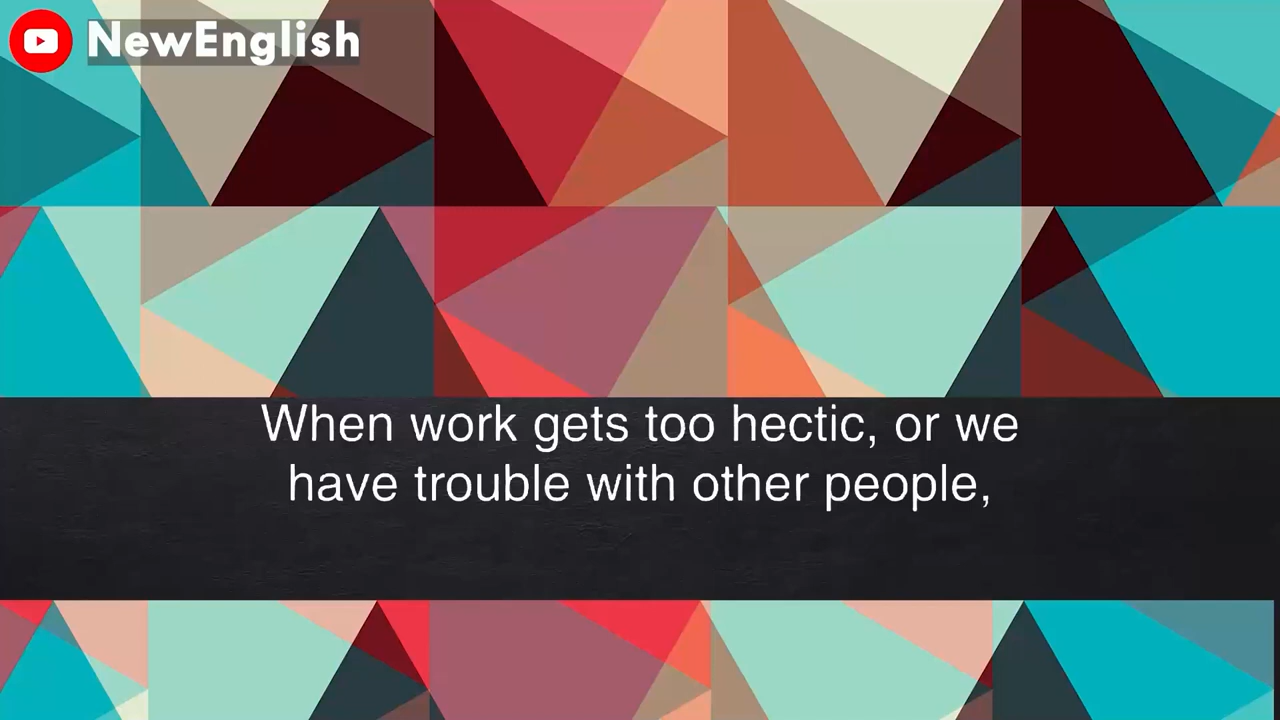 NewEnglish
When work gets too hectic, or we
have trouble with other people,